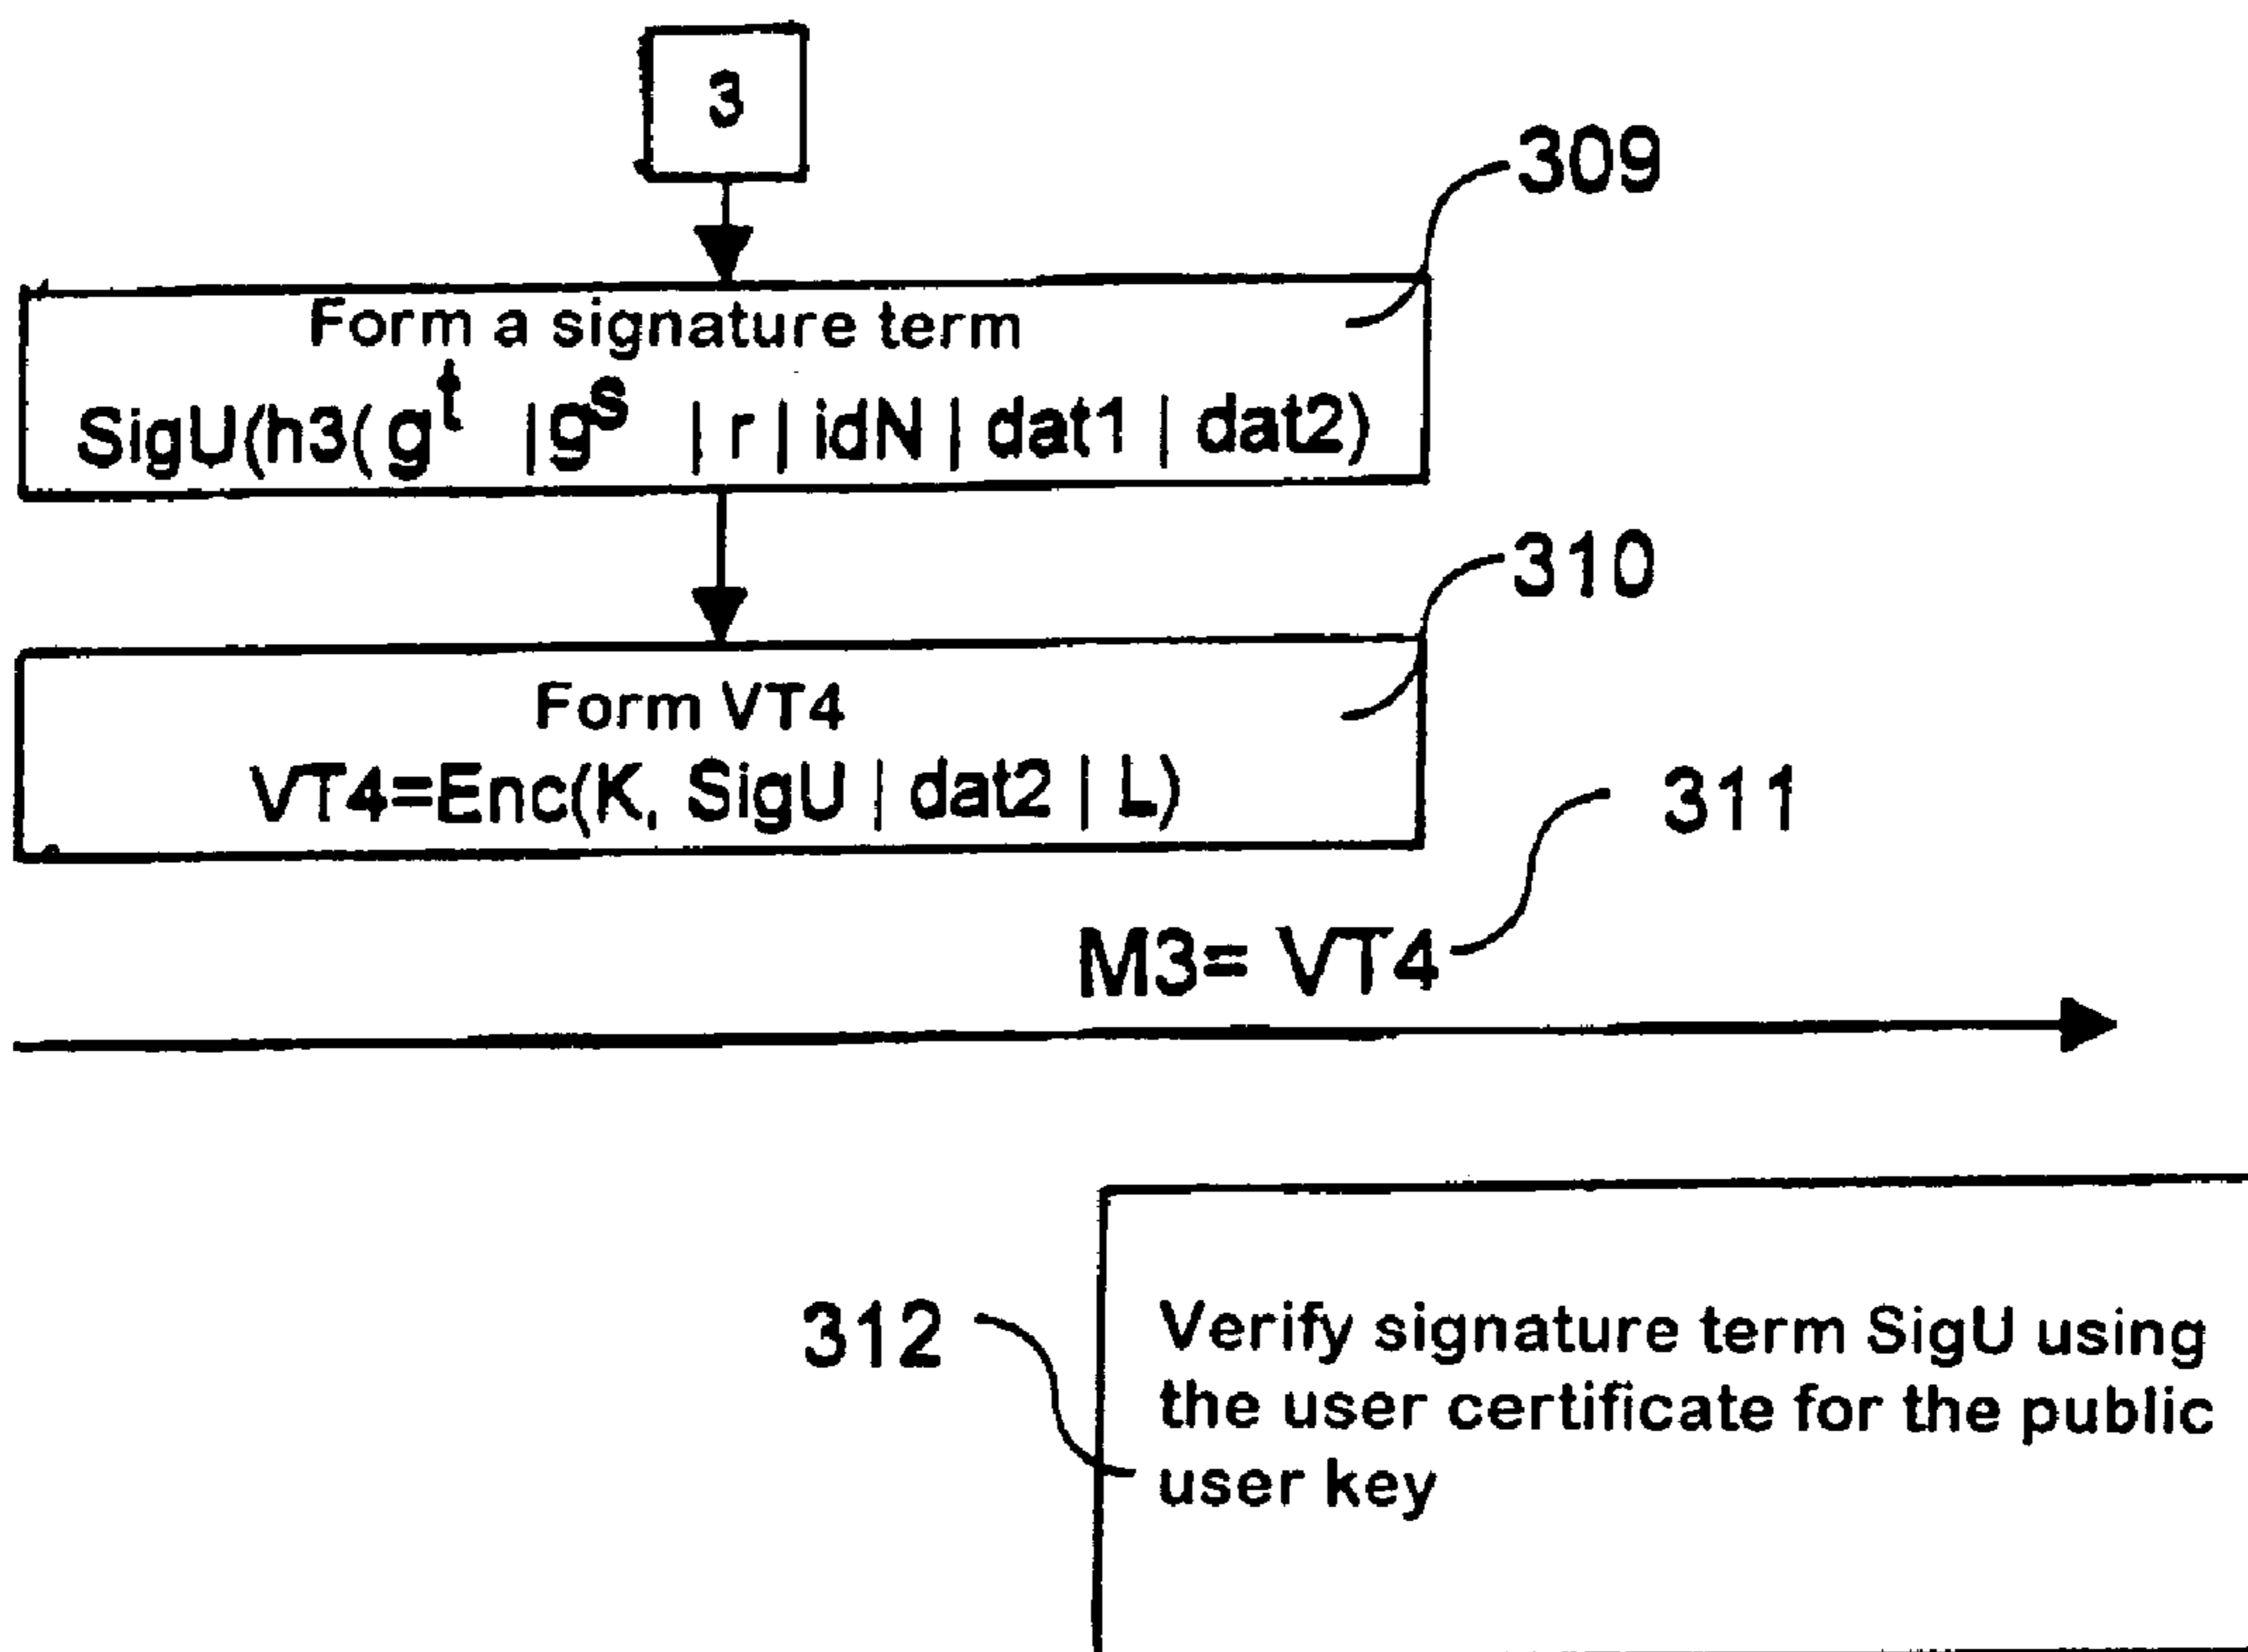 3
309
Form a signature term
SigU(h3( g^t | g^s | r | idN | dat1 | dat2)
310
Form VT4
VT4=Enc(K, SigU | dat2 | L)
311
M3= VT4
312
Verify signature term SigU using
the user certificate for the public
user key